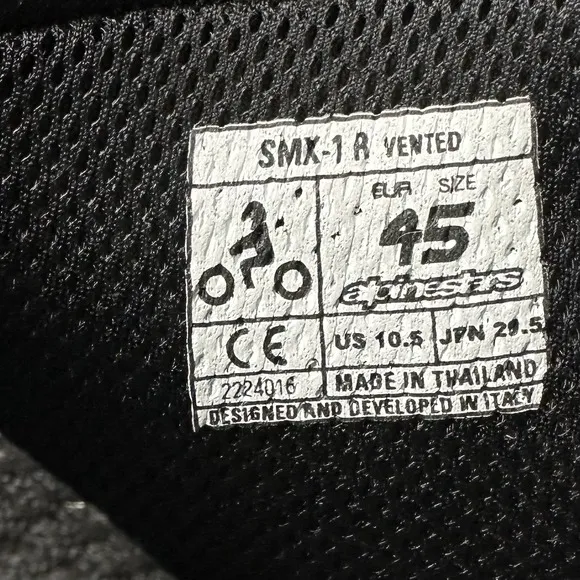 SMX-1 R VENTED
EUR SIZE
45
alpinestars
CE
US 10.5
JPN 29.5
2224016
MADE IN THAILAND
DESIGNED AND DEVELOPED IN ITALY